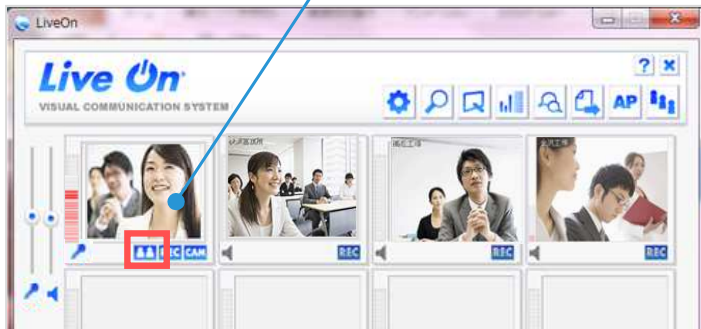 LiveOn
Live On
VISUAL COMMUNICATION SYSTEM
?
AP
REC CAM
REC
REC
REC